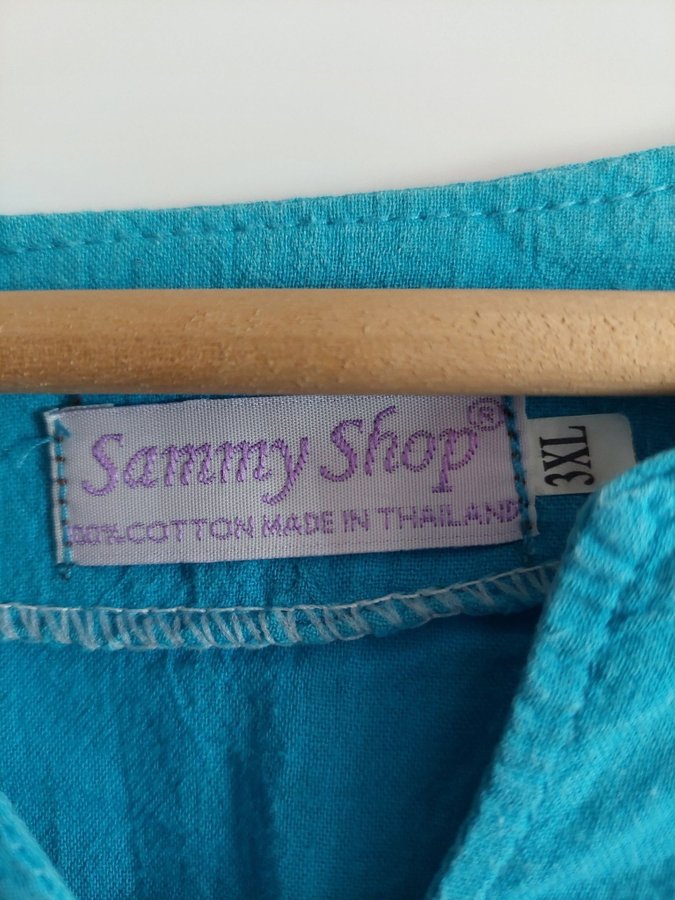 Sammy Shop®
100%COTTON MADE IN THAILAND
3XL